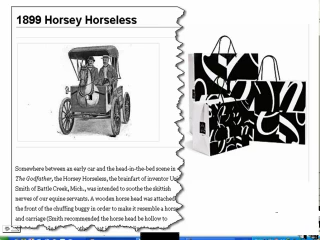 1899 Horsey Horseless
Somewhere between an early car and the head-in-the-bed scene in
The Godfather, the Horsey Horseless, the brainfart of inventor
Smith of Battle Creek, Mich., was intended to soothe the skittish
nerves of our equine servants. A wooden horse head was attached
the front of the chuffing buggy in order to make it resemble a horse
and carriage (Smith recommended the horse head be hollow to